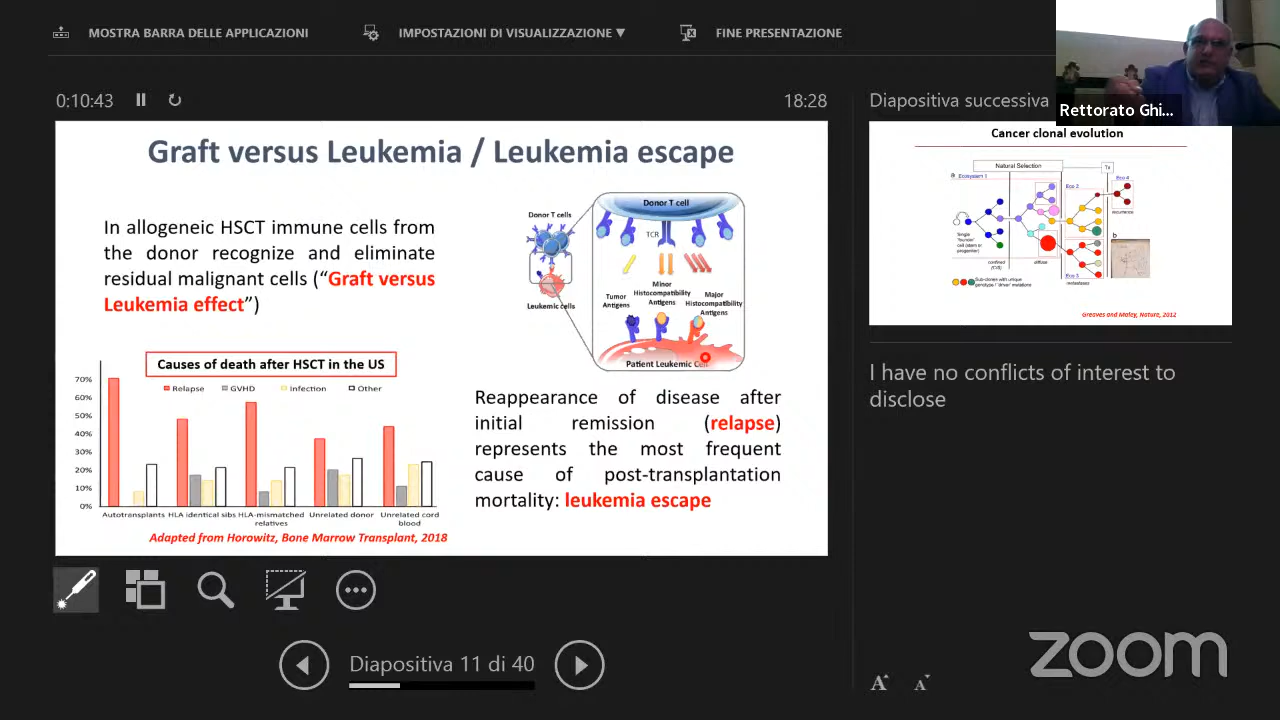 MOSTRA BARRA DELLE APPLICAZIONI
IMPOSTAZIONI DI VISUALIZZAZIONE ▼
FINE PRESENTAZIONE
Rettorato Ghi...
0:10:43
18:28
Diapositiva successiva
Graft versus Leukemia / Leukemia escape
In allogeneic HSCT immune cells from
the donor recognize and eliminate
residual malignant cells (“Graft versus
Leukemia effect”)
Donor T cells
Leukemic cells
Donor T cell
TCR
Tumor
Antigens
Minor
Histocompatibility
Antigens
Major
Histocompatibility
Antigens
Patient Leukemic
Causes of death after HSCT in the US
Relapse
GVHD
Infection
Other
70%
60%
50%
40%
30%
20%
10%
0%
Autotransplants
HLA identical sibs
HLA-mismatched
relatives
Unrelated donor
Unrelated cord
blood
Adapted from Horowitz, Bone Marrow Transplant, 2018
Reappearance of disease after
initial remission (relapse)
represents the most frequent
cause of post-transplantation
mortality: leukemia escape
Cancer clonal evolution
Natural Selection
Tx
a
Ecosystem 1
Eco 2
Eco 4
Single
cell (stem or
progenitor)
confined
(CIS)
diffuse
recurrence
b
Eco 3
metastases
Sub-clones with unique
genotype / "driver" mutations
Greaves and Maley, Nature, 2012
I have no conflicts of interest to
disclose
Diapositiva 11 di 40
A
A
zoom